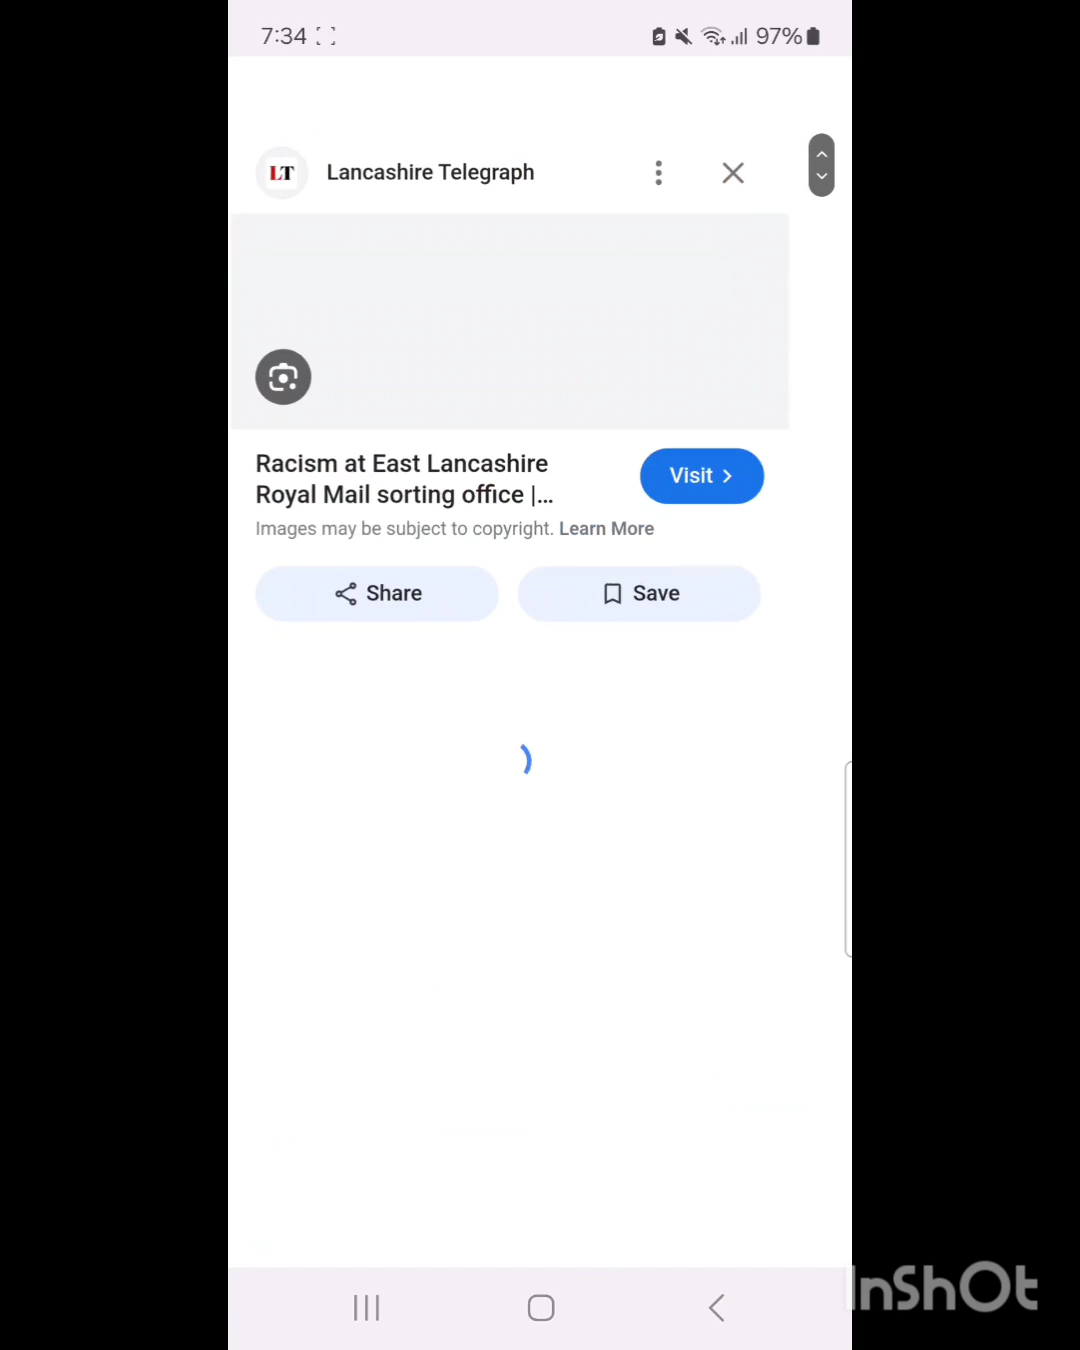 7:34
97%
LT
Lancashire Telegraph
Racism at East Lancashire
Royal Mail sorting office |...
Visit
Images may be subject to copyright. Learn More
Share
Save
InShOt